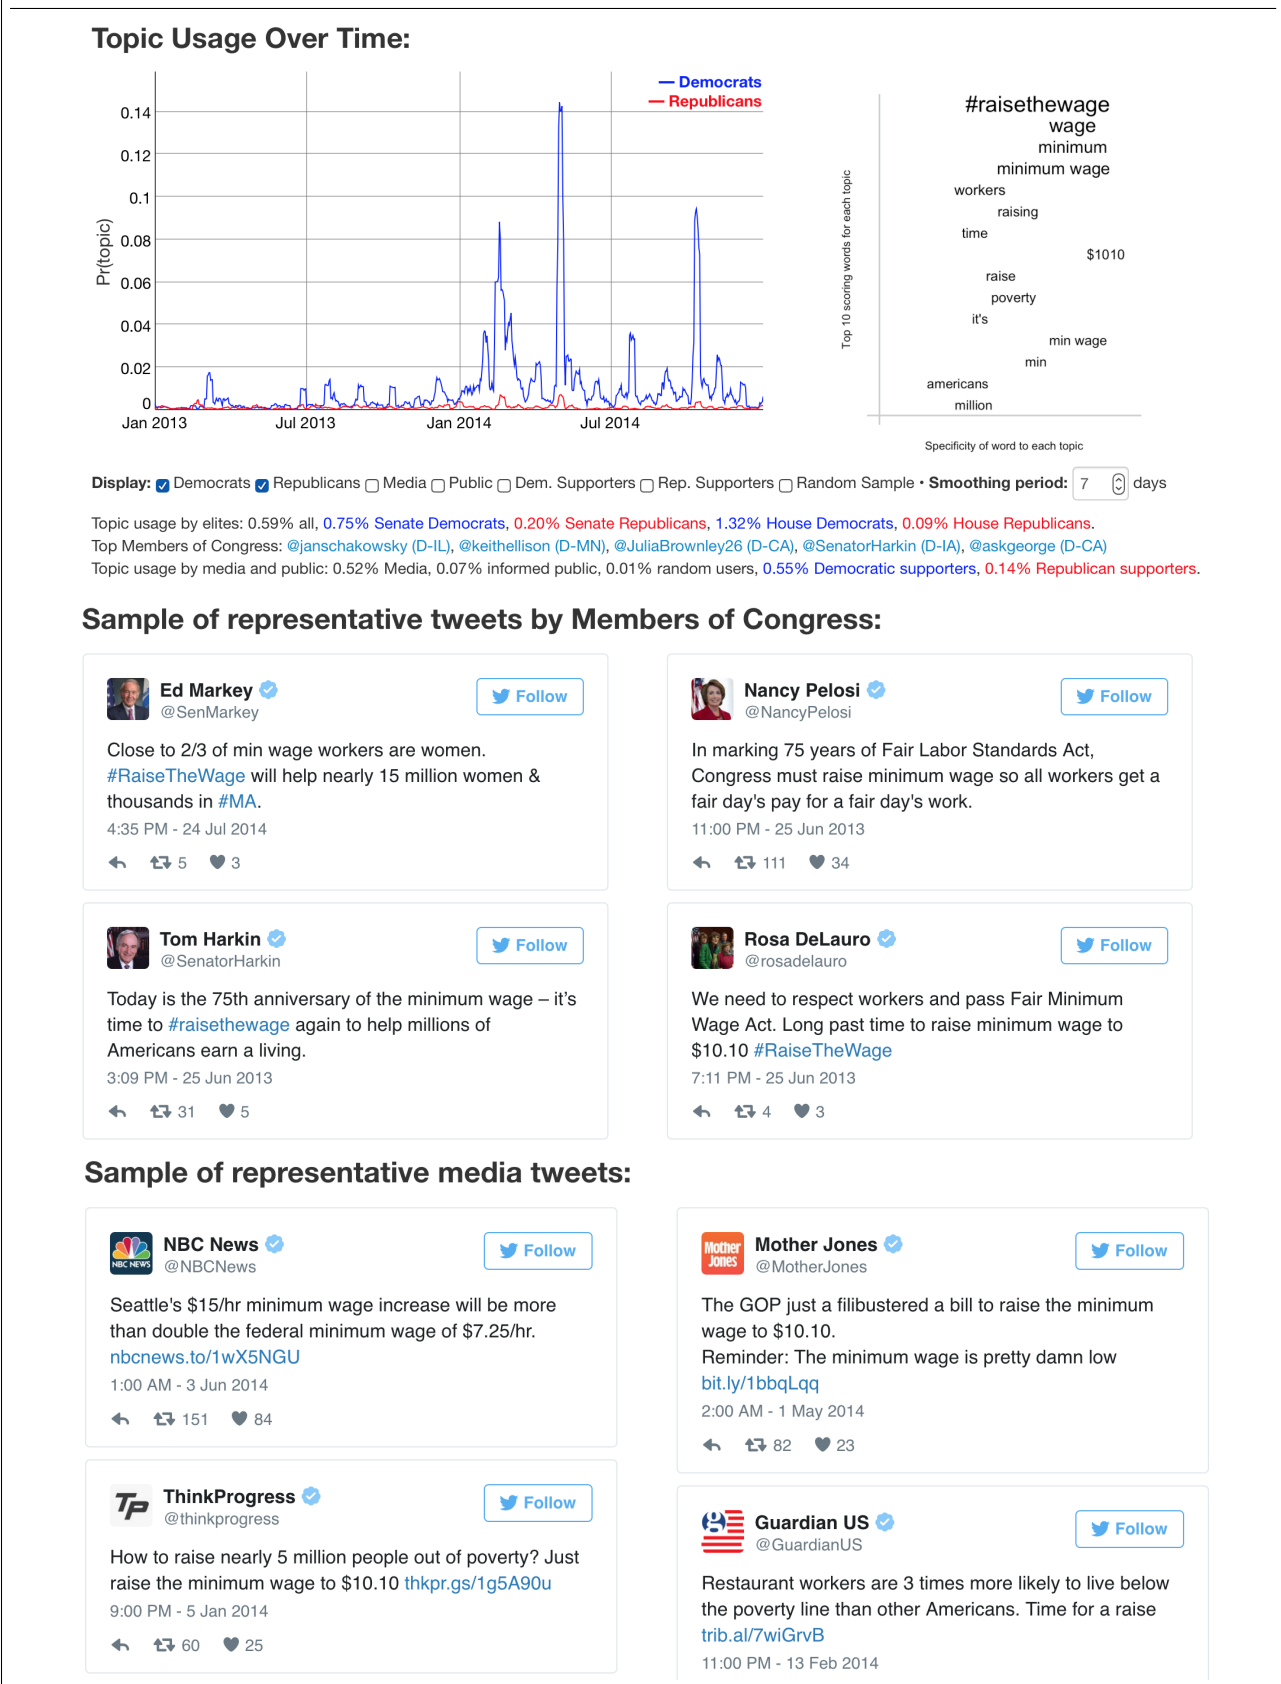 Topic Usage Over Time:
Democrats
Republicans
0.14
0.12
0.1
0.08
0.06
0.04
0.02
0
Pr(topic)
Jan 2013
Jul 2013
Jan 2014
Jul 2014
Top 10 scoring words for each topic
#raisethewage
wage
minimum
minimum wage
workers
raising
time
$1010
raise
poverty
it's
min wage
min
americans
million
Specificity of word to each topic
Display: Democrats Republicans Media Public Dem. Supporters Rep. Supporters Random Sample • Smoothing period: 7 days
Topic usage by elites: 0.59% all, 0.75% Senate Democrats, 0.20% Senate Republicans, 1.32% House Democrats, 0.09% House Republicans.
Top Members of Congress: @janschakowsky (D-IL), @keithellison (D-MN), @JuliaBrownley26 (D-CA), @SenatorHarkin (D-IA), @askgeorge (D-CA)
Topic usage by media and public: 0.52% Media, 0.07% informed public, 0.01% random users, 0.55% Democratic supporters, 0.14% Republican supporters.
Sample of representative tweets by Members of Congress:
Ed Markey
@SenMarkey
Follow
Close to 2/3 of min wage workers are women.
#RaiseTheWage will help nearly 15 million women &
thousands in #MA.
4:35 PM - 24 Jul 2014
5 3
Nancy Pelosi
@NancyPelosi
Follow
In marking 75 years of Fair Labor Standards Act,
Congress must raise minimum wage so all workers get a
fair day's pay for a fair day's work.
11:00 PM - 25 Jun 2013
111 34
Tom Harkin
@SenatorHarkin
Follow
Today is the 75th anniversary of the minimum wage – it's
time to #raisethewage again to help millions of
Americans earn a living.
3:09 PM - 25 Jun 2013
31 5
Rosa DeLauro
@rosadelauro
Follow
We need to respect workers and pass Fair Minimum
Wage Act. Long past time to raise minimum wage to
$10.10 #RaiseTheWage
7:11 PM - 25 Jun 2013
4 3
Sample of representative media tweets:
NBC NEWS
NBC News
@NBCNews
Follow
Seattle's $15/hr minimum wage increase will be more
than double the federal minimum wage of $7.25/hr.
nbcnews.to/1wX5NGU
1:00 AM - 3 Jun 2014
151 84
Mother
Jones
Mother Jones
@MotherJones
Follow
The GOP just a filibustered a bill to raise the minimum
wage to $10.10.
Reminder: The minimum wage is pretty damn low
bit.ly/1bbqLqq
2:00 AM - 1 May 2014
82 23
TP
ThinkProgress
@thinkprogress
Follow
How to raise nearly 5 million people out of poverty? Just
raise the minimum wage to $10.10 thkpr.gs/1g5A90u
9:00 PM - 5 Jan 2014
60 25
g
Guardian US
@GuardianUS
Follow
Restaurant workers are 3 times more likely to live below
the poverty line than other Americans. Time for a raise
trib.al/7wiGrvB
11:00 PM - 13 Feb 2014